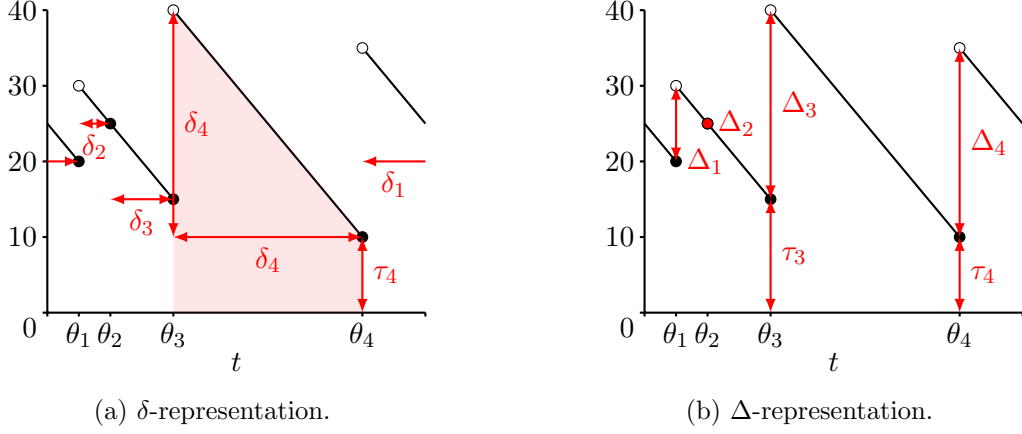 40
30
20
10
0
δ₂
δ₃
δ₄
δ₄
δ₁
τ₄
θ₁ θ₂ θ₃ θ₄
t
(a) δ-representation.
40
30
20
10
0
Δ₁
Δ₂
Δ₃
Δ₄
τ₃
τ₄
θ₁ θ₂ θ₃ θ₄
t
(b) Δ-representation.